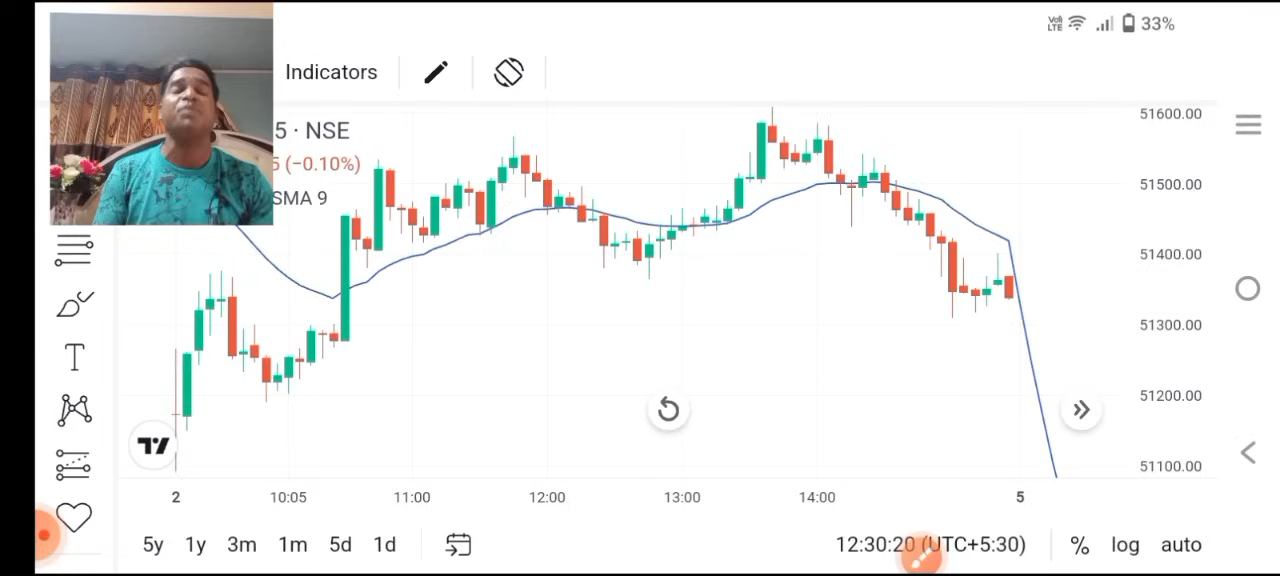 Vo)
LTE
33%
Indicators
5 · NSE
5 (−0.10%)
SMA 9
51600.00
51500.00
51400.00
51300.00
51200.00
51100.00
T
2 10:05 11:00 12:00 13:00 14:00 5
5y 1y 3m 1m 5d 1d 12:30:20 (UTC+5:30) % log auto